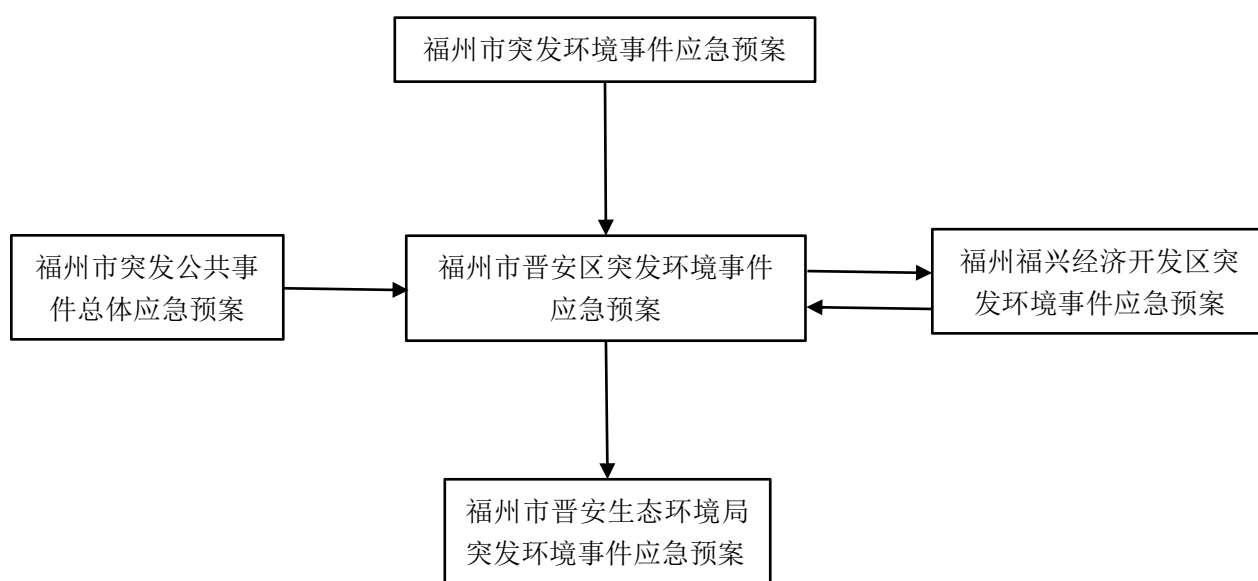 福州市突发环境事件应急预案
福州市突发公共事
件总体应急预案
福州市晋安区突发环境事件
应急预案
福州福兴经济开发区突
发环境事件应急预案
福州市晋安生态环境局
突发环境事件应急预案